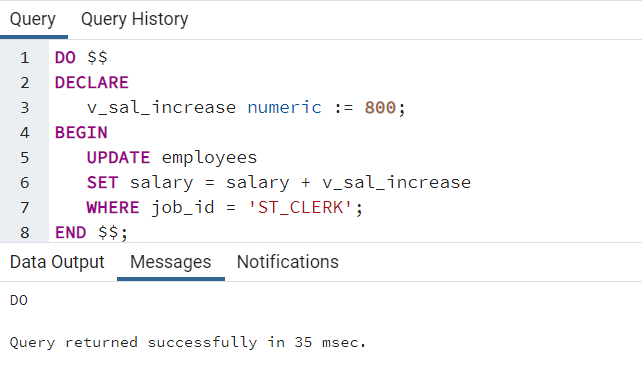 Query Query History
1 DO $$
2 DECLARE
3    v_sal_increase numeric := 800;
4 BEGIN
5    UPDATE employees
6    SET salary = salary + v_sal_increase
7    WHERE job_id = 'ST_CLERK';
8 END $$;
Data Output Messages Notifications
DO
Query returned successfully in 35 msec.